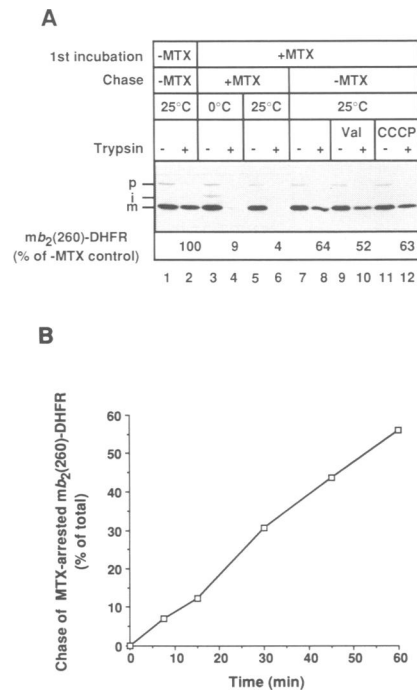 A
1st incubation -MTX +MTX
Chase -MTX +MTX -MTX
25°C 0°C 25°C 25°C
Val CCCP
Trypsin - + - + - + - + - + - +
p
i
m
mb₂(260)-DHFR 100 9 4 64 52 63
(% of -MTX control)
1 2 3 4 5 6 7 8 9 10 11 12
B
Chase of MTX-arrested mb₂(260)-DHFR
(% of total)
60
50
40
30
20
10
0
0 10 20 30 40 50 60
Time (min)